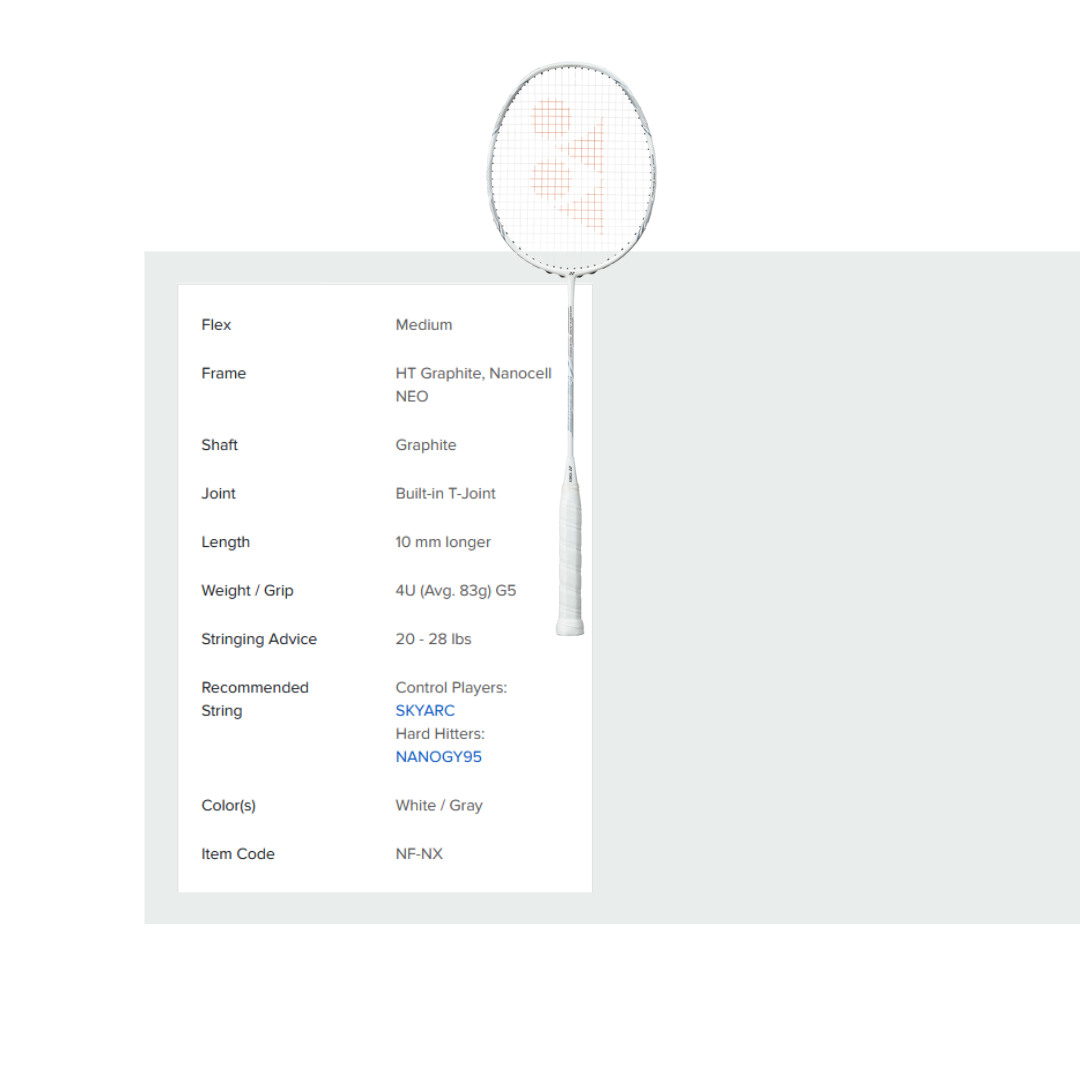 Flex Medium
Frame HT Graphite, Nanocell
NEO
Shaft Graphite
Joint Built-in T-Joint
Length 10 mm longer
Weight / Grip 4U (Avg. 83g) G5
Stringing Advice 20 - 28 lbs
Recommended Control Players:
String SKYARC
Hard Hitters:
NANOGY95
Color(s) White / Gray
Item Code NF-NX